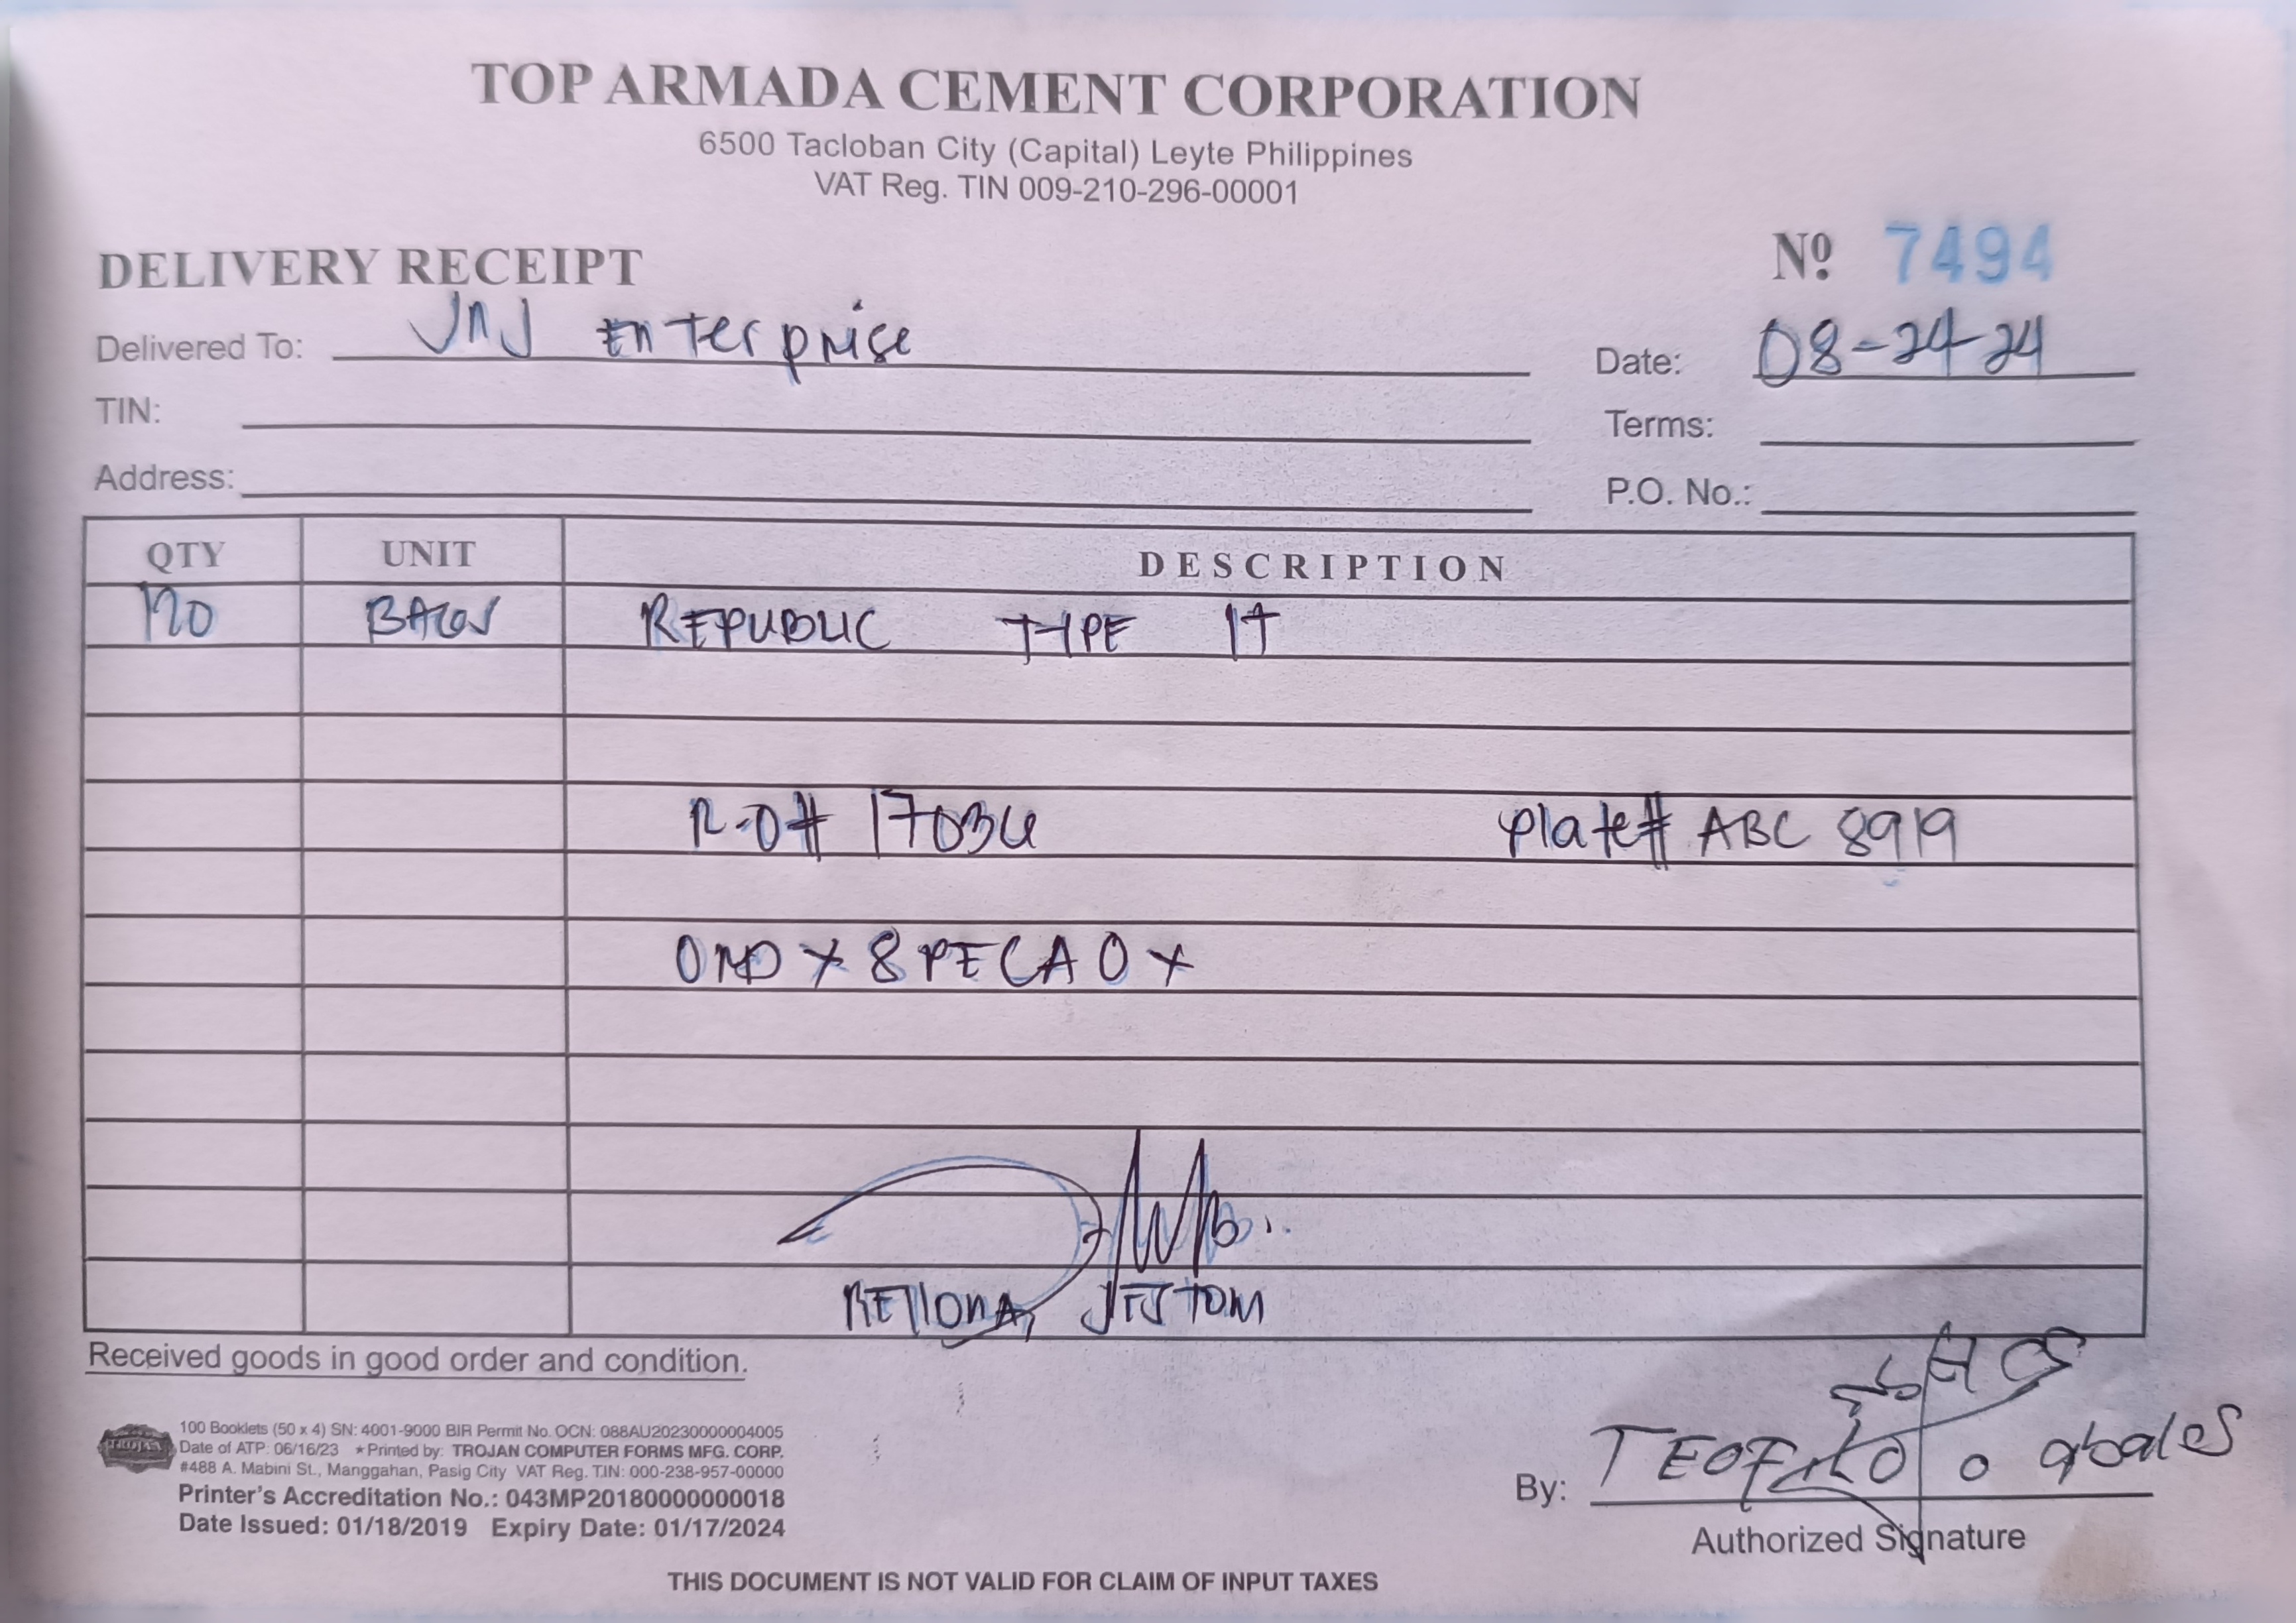 TOP ARMADA CEMENT CORPORATION
6500 Tacloban City (Capital) Leyte Philippines
VAT Reg. TIN 009-210-296-00001
DELIVERY RECEIPT
Nº 7494
Delivered To: JNJ Enterprise
Date: 08-24-24
TIN:
Terms:
Address:
P.O. No.:
QTY UNIT DESCRIPTION
120 BAGS REPUBLIC TYPE 1T
R-O# 17034 Plate# ABC 8919
JESTOM
Received goods in good order and condition.
TROJAN
100 Booklets (50 x 4) SN: 4001-9000 BIR Permit No. OCN: 088AU20230000004005
Date of ATP: 06/16/23 ★Printed by: TROJAN COMPUTER FORMS MFG. CORP.
#488 A. Mabini St., Manggahan, Pasig City VAT Reg. TIN: 000-238-957-00000
Printer's Accreditation No.: 043MP20180000000018
Date Issued: 01/18/2019 Expiry Date: 01/17/2024
By: TEOFILO o abales
Authorized Signature
THIS DOCUMENT IS NOT VALID FOR CLAIM OF INPUT TAXES